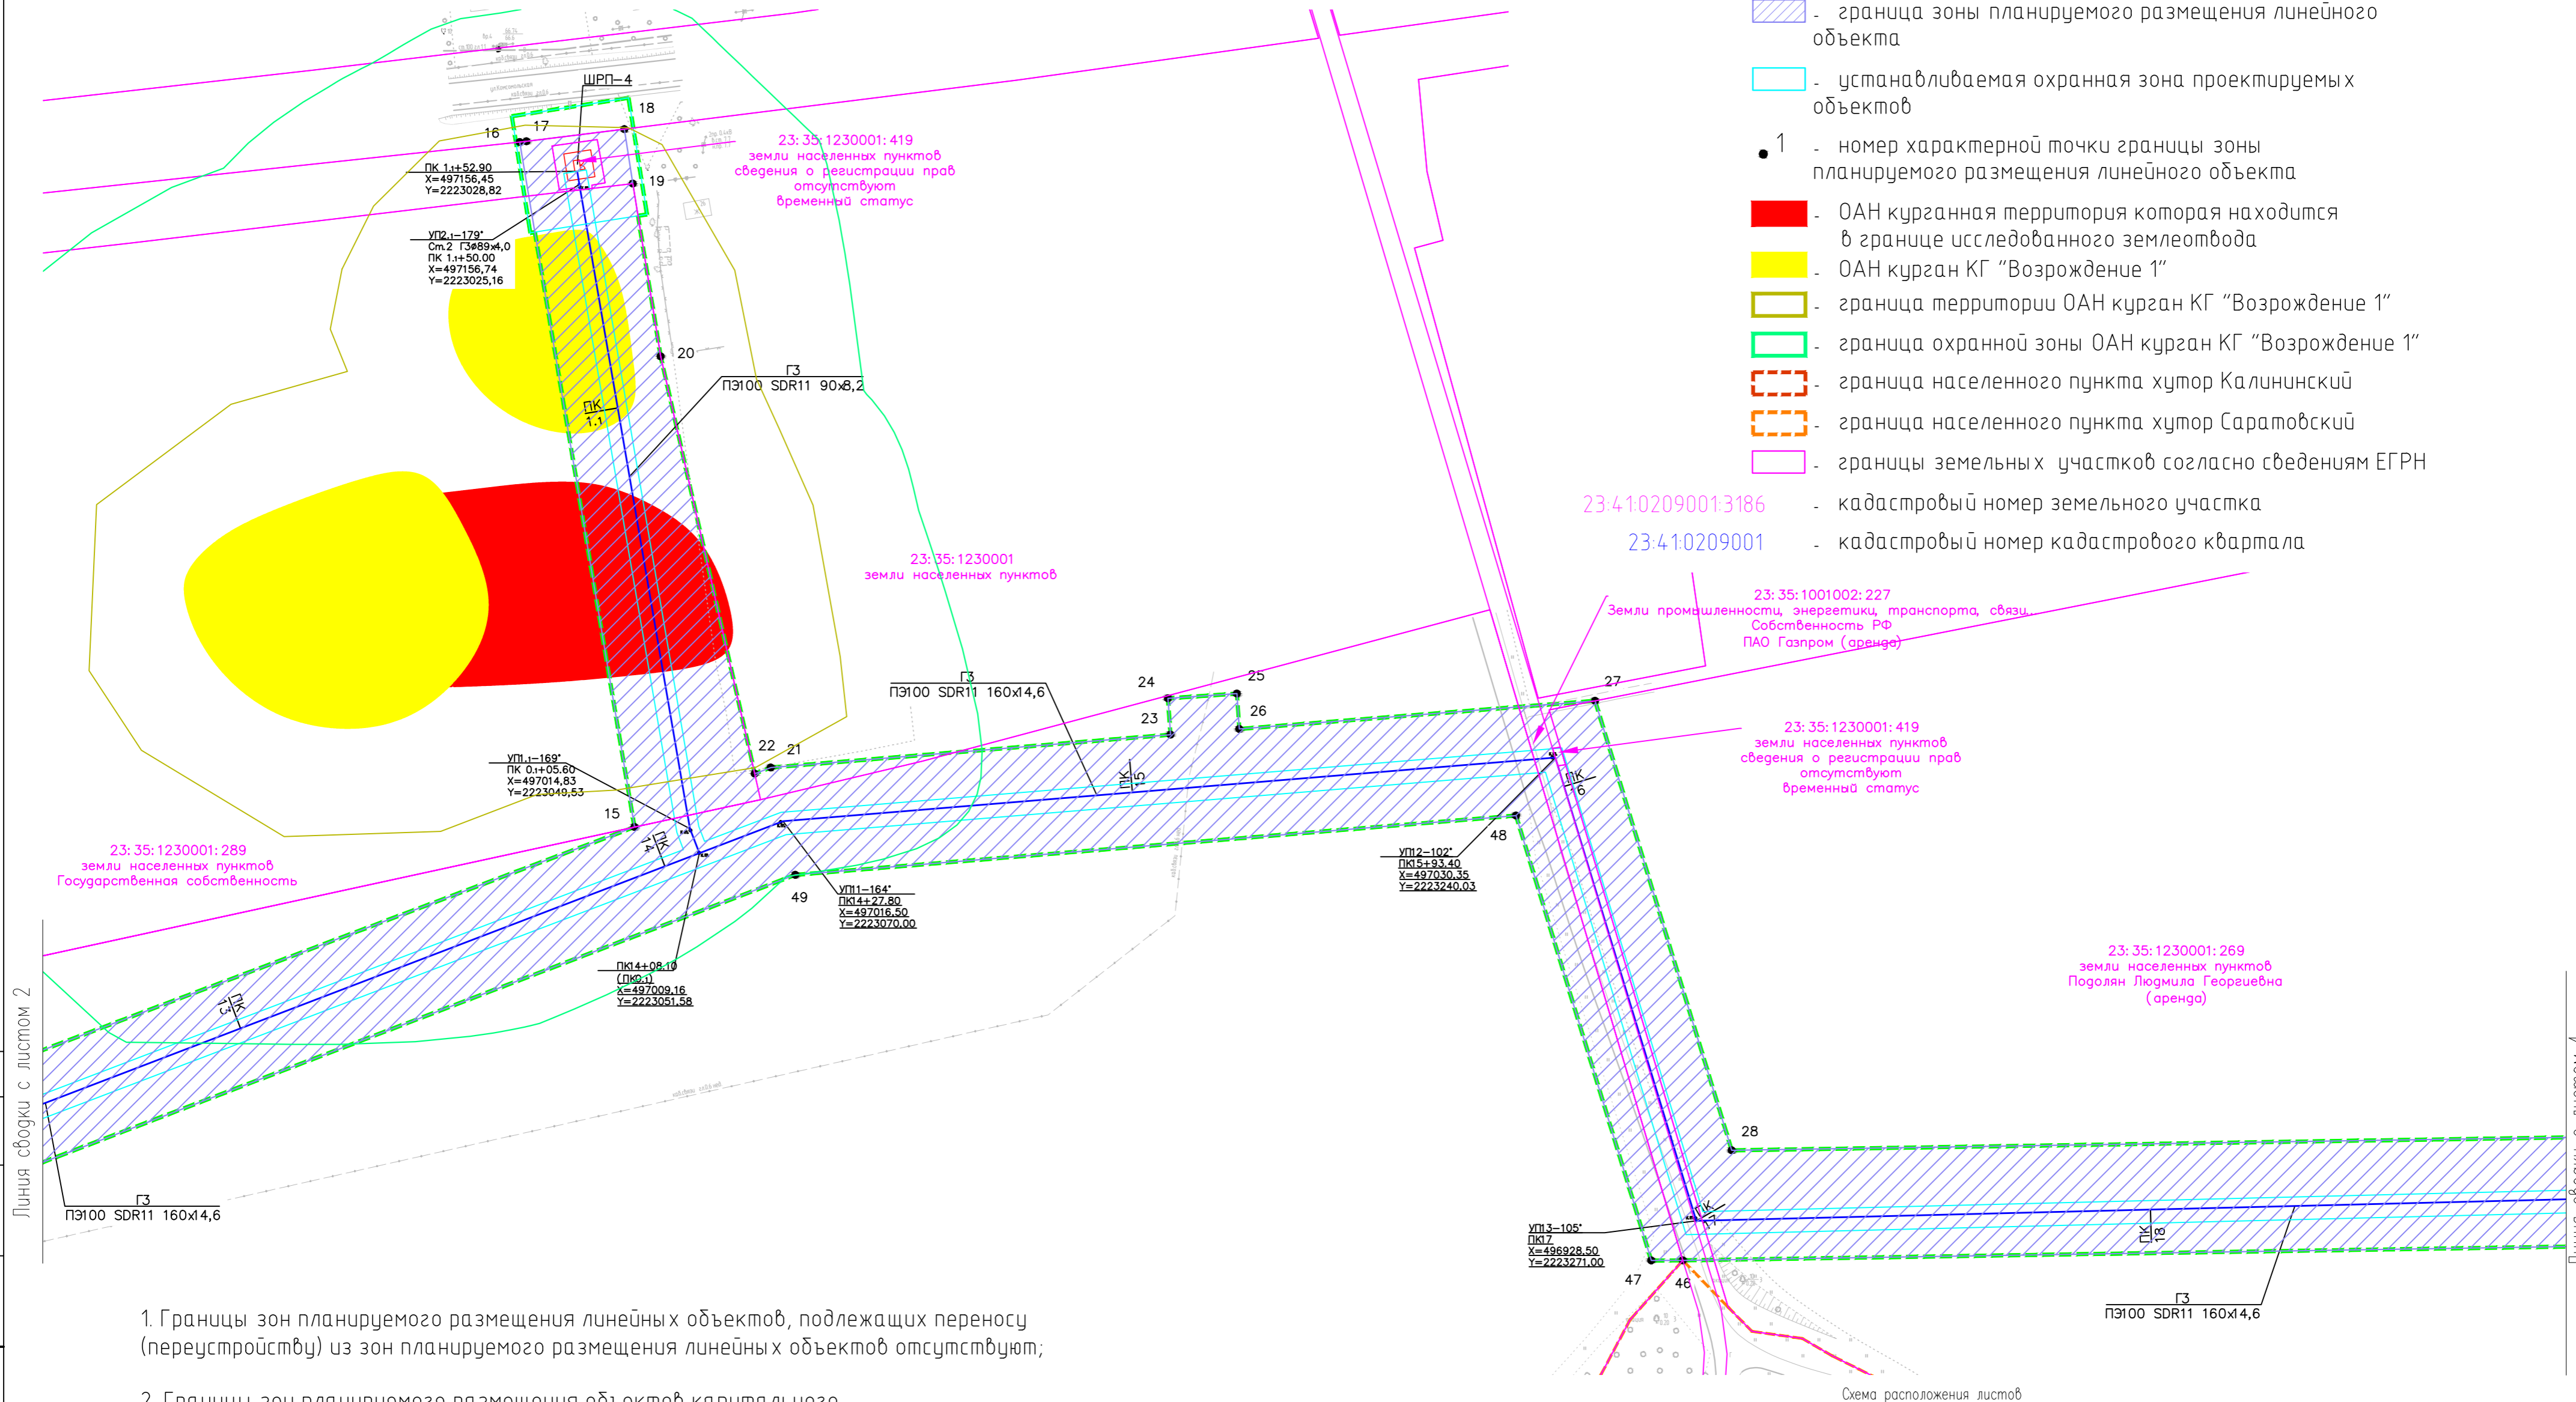 - граница зоны планируемого размещения линейного
объекта
- устанавливаемая охранная зона проектируемых
объектов
1 - номер характерной точки границы зоны
планируемого размещения линейного объекта
- ОАН курганная территория которая находится
в границе исследованного землеотвода
- ОАН курган КГ "Возрождение 1"
- граница территории ОАН курган КГ "Возрождение 1"
- граница охранной зоны ОАН курган КГ "Возрождение 1"
- граница населенного пункта хутор Калининский
- граница населенного пункта хутор Саратовский
- границы земельных участков согласно сведениям ЕГРН
23:41:0209001:3186 - кадастровый номер земельного участка
23:41:0209001 - кадастровый номер кадастрового квартала
ШРП-4
16
17
18
19
20
ПК 1.1+52.90
X=497156,45
Y=2223028,82
23:35:1230001:419
земли населенных пунктов
сведения о регистрации прав
отсутствуют
временный статус
УП2.1-179°
Ст.2 Г3ø89х4,0
ПК 1.1+50.00
X=497156,74
Y=2223025,16
Г3
ПЭ100 SDR11 90х8,2
ПК
1.1
23:35:1230001
земли населенных пунктов
23:35:1001002:227
Земли промышленности, энергетики, транспорта, связи...
Собственность РФ
ПАО Газпром (аренда)
Г3
ПЭ100 SDR11 160х14,6
24
25
23
26
27
22
21
ПК
15
23:35:1230001:419
земли населенных пунктов
сведения о регистрации прав
отсутствуют
временный статус
УП1.1-169°
ПК 0.1+05.60
X=497014,83
Y=2223049,53
15
ПК
14
ПК
16
48
49
23:35:1230001:289
земли населенных пунктов
Государственная собственность
УП11-164°
ПК14+27.80
X=497016.50
Y=2223070.00
УП12-102°
ПК15+93.40
X=497030.35
Y=2223240.03
ПК14+08.10
(ПК0.1)
X=497009,16
Y=2223051,58
23:35:1230001:269
земли населенных пунктов
Подолян Людмила Георгиевна
(аренда)
Линия сводки с листом 2
ПК
13
28
Г3
ПЭ100 SDR11 160х14,6
УП13-105°
ПК17
X=496928.50
Y=2223271.00
ПК
17
ПК
18
47
46
Г3
ПЭ100 SDR11 160х14,6
1. Границы зон планируемого размещения линейных объектов, подлежащих переносу
(переустройству) из зон планируемого размещения линейных объектов отсутствуют;
2. Границы зон планируемого размещения объектов капитального
Схема расположения листов